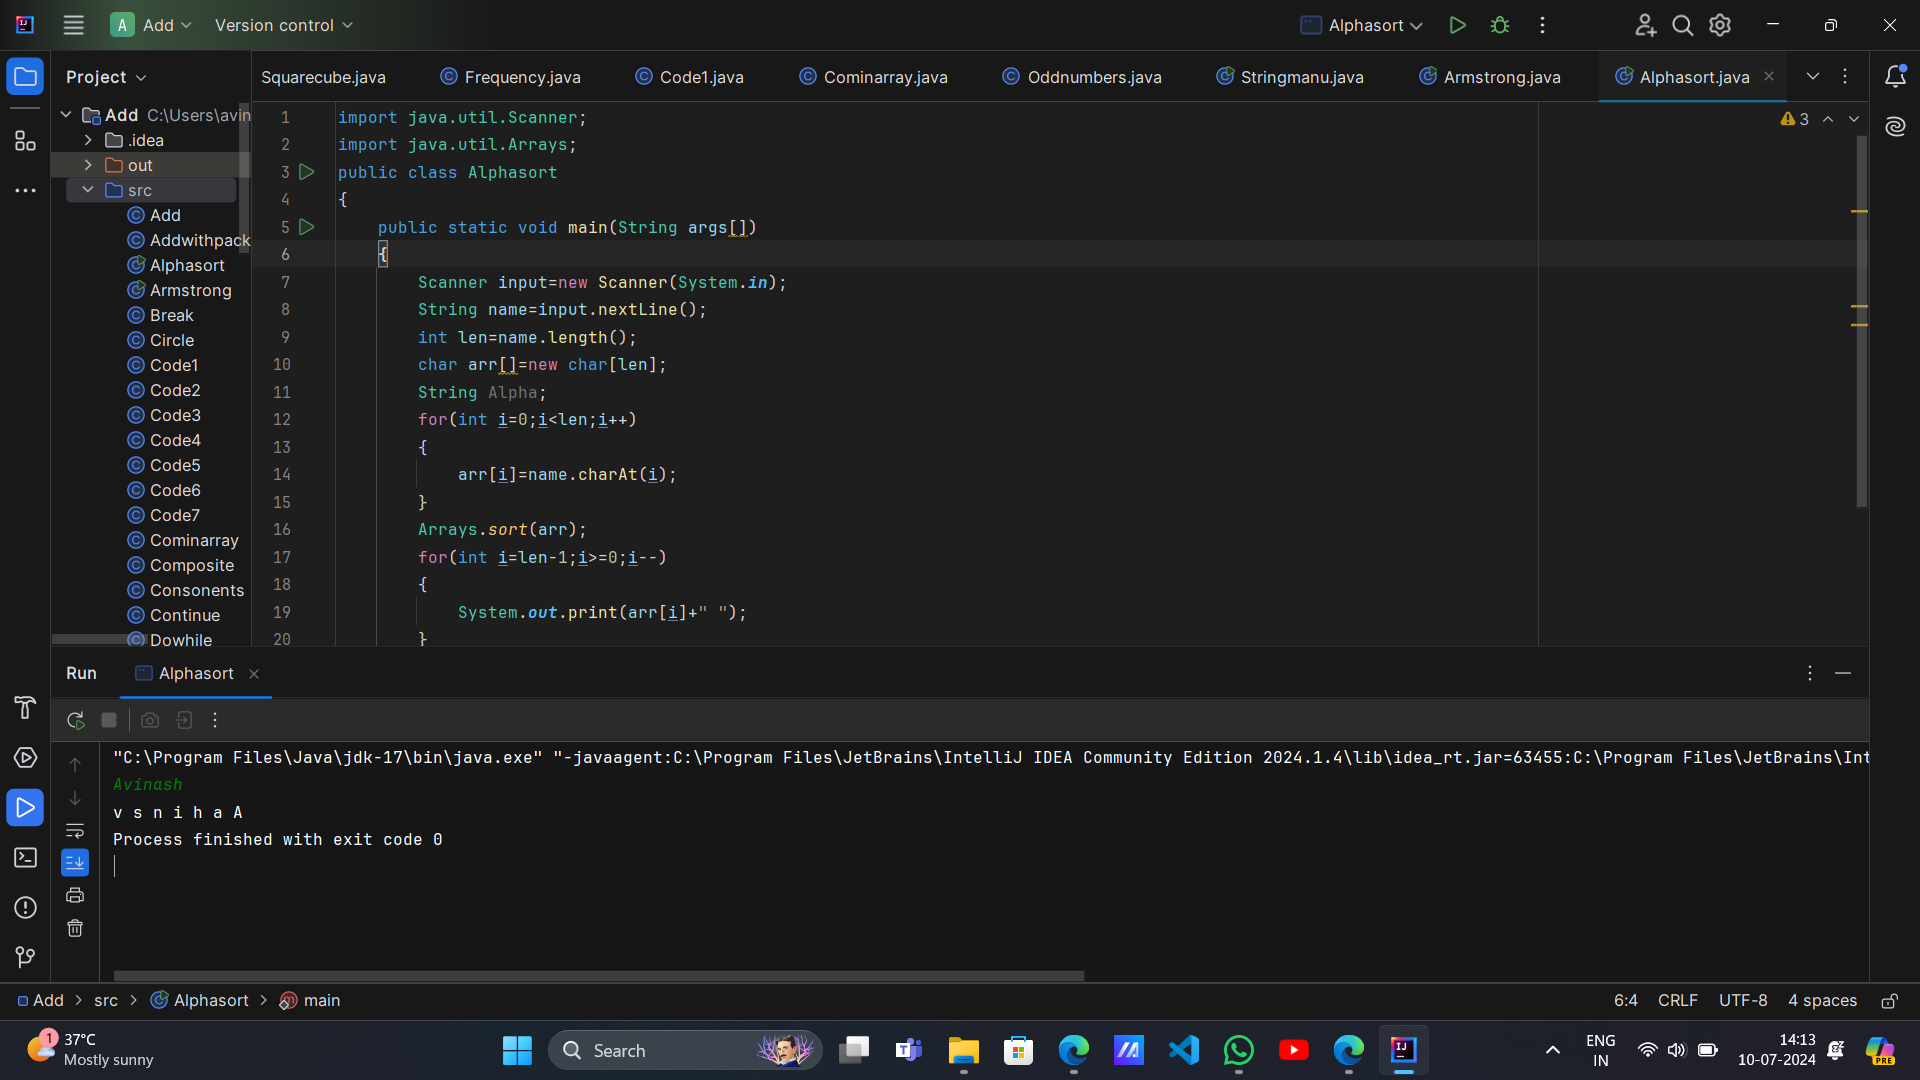 A Add Version control Alphasort
Project Squarecube.java Frequency.java Code1.java Cominarray.java Oddnumbers.java Stringmanu.java Armstrong.java Alphasort.java
Add C:\Users\avin
.idea
out
src
Add
Addwithpack
Alphasort
Armstrong
Break
Circle
Code1
Code2
Code3
Code4
Code5
Code6
Code7
Cominarray
Composite
Consonents
Continue
Dowhile
3
1 import java.util.Scanner;
2 import java.util.Arrays;
3 public class Alphasort
4 {
5 public static void main(String args[])
6 {
7 Scanner input=new Scanner(System.in);
8 String name=input.nextLine();
9 int len=name.length();
10 char arr[]=new char[len];
11 String Alpha;
12 for(int i=0;i<len;i++)
13 {
14 arr[i]=name.charAt(i);
15 }
16 Arrays.sort(arr);
17 for(int i=len-1;i>=0;i--)
18 {
19 System.out.print(arr[i]+" ");
20 }
Run Alphasort
"C:\Program Files\Java\jdk-17\bin\java.exe" "-javaagent:C:\Program Files\JetBrains\IntelliJ IDEA Community Edition 2024.1.4\lib\idea_rt.jar=63455:C:\Program Files\JetBrains\Int
Avinash
v s n i h a A
Process finished with exit code 0
Add > src > Alphasort > main 6:4 CRLF UTF-8 4 spaces
1 37°C
Mostly sunny
Search
ENG
IN
14:13
10-07-2024
PRE